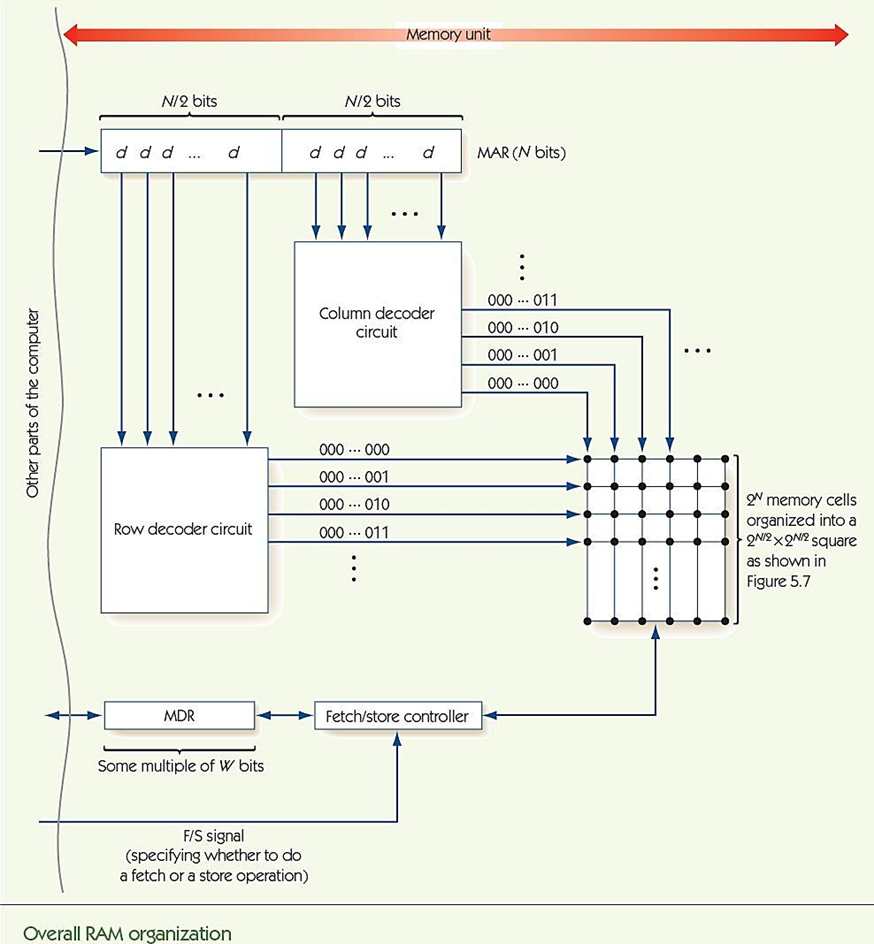 Memory unit
N/2 bits
N/2 bits
d d d ... d
d d d ... d
MAR (N bits)
...
Column decoder
circuit
000 ... 011
000 ... 010
000 ... 001
000 ... 000
...
Other parts of the computer
...
Row decoder circuit
000 ... 000
000 ... 001
000 ... 010
000 ... 011
2^N memory cells
organized into a
2^N/2 × 2^N/2 square
as shown in
Figure 5.7
MDR
Fetch/store controller
Some multiple of W bits
F/S signal
(specifying whether to do
a fetch or a store operation)
Overall RAM organization